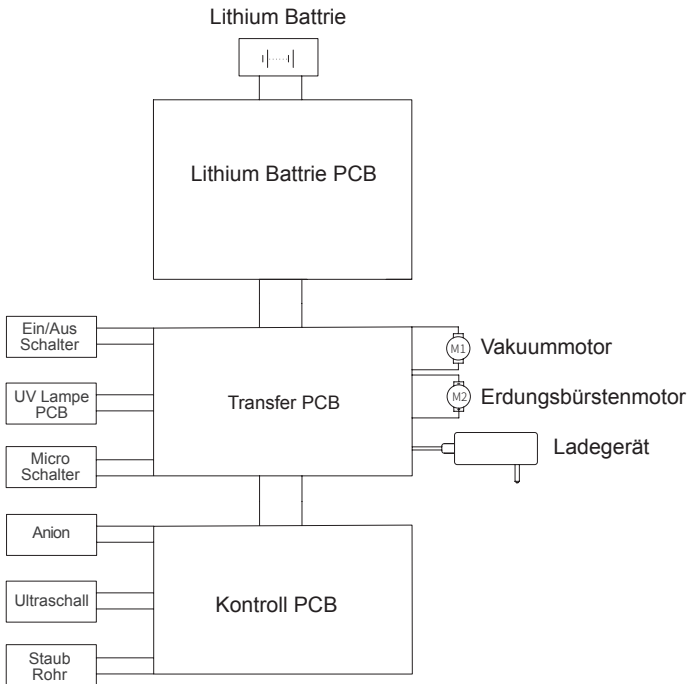 Lithium Battrie
Lithium Battrie PCB
Ein/Aus
Schalter
M1
Vakuummotor
UV Lampe
PCB
Transfer PCB
M2
Erdungsbürstenmotor
Micro
Schalter
Ladegerät
Anion
Ultraschall
Kontroll PCB
Staub
Rohr